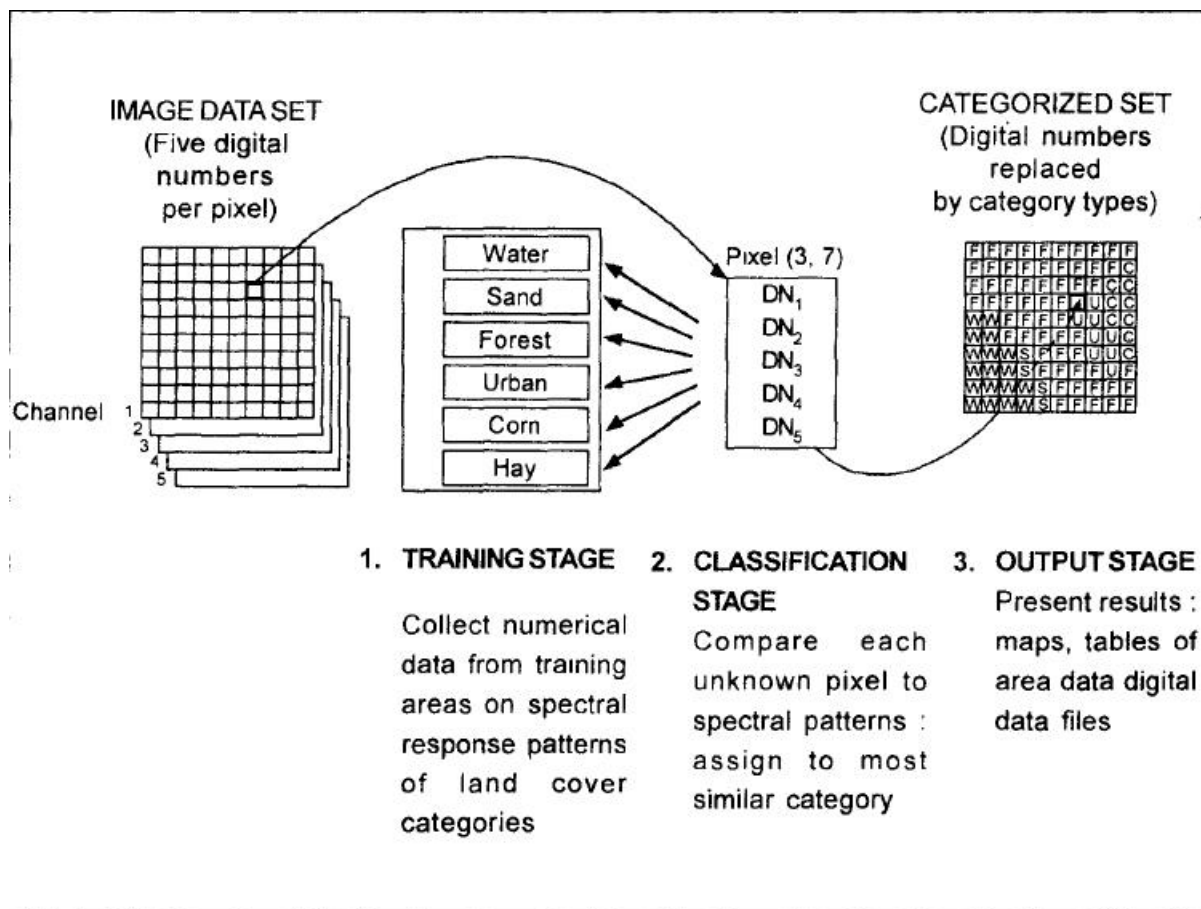 IMAGE DATA SET
(Five digital
numbers
per pixel)
Channel 1
2
3
4
5
Water
Sand
Forest
Urban
Corn
Hay
Pixel (3, 7)
DN1
DN2
DN3
DN4
DN5
CATEGORIZED SET
(Digital numbers
replaced
by category types)
F F F F F F F F F F
F F F F F F F F F C
F F F F F F F F C C
F F F F F F U C C
W W F F F F U U C C
W W F F F F F U U C
W W W S F F F U U C
W W W S F F F F U F
W W W W S F F F F F
W W W W S F F F F F
1. TRAINING STAGE
Collect numerical
data from training
areas on spectral
response patterns
of land cover
categories
2. CLASSIFICATION
STAGE
Compare each
unknown pixel to
spectral patterns :
assign to most
similar category
3. OUTPUT STAGE
Present results :
maps, tables of
area data digital
data files